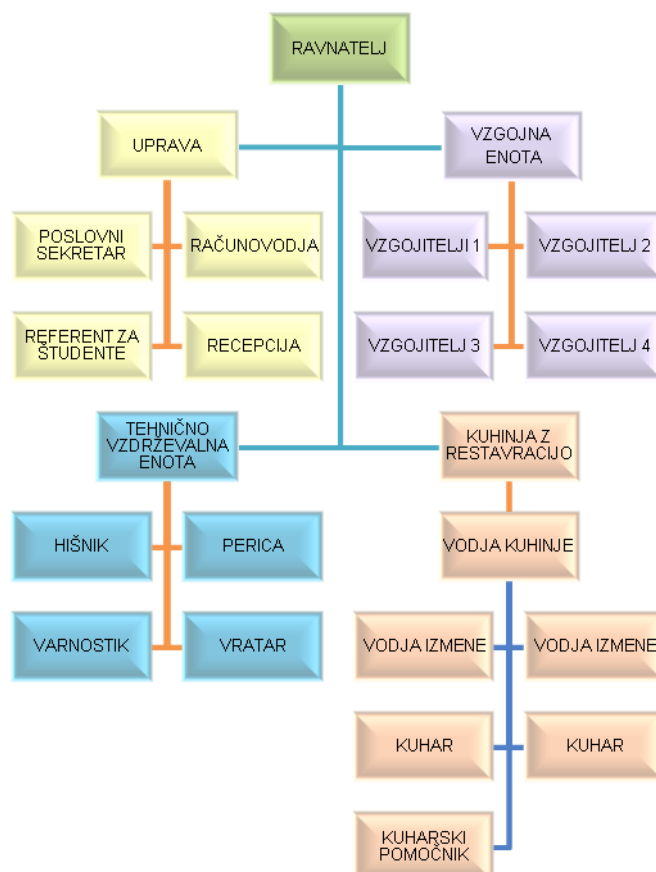 RAVNATELJ
UPRAVA
VZGOJNA
ENOTA
POSLOVNI
SEKRETAR
RAČUNOVODJA
VZGOJITELJI 1
VZGOJITELJ 2
REFERENT ZA
ŠTUDENTE
RECEPCIJA
VZGOJITELJ 3
VZGOJITELJ 4
TEHNIČNO
VZDRŽEVALNA
ENOTA
KUHINJA Z
RESTAVRACIJO
HIŠNIK
PERICA
VODJA KUHINJE
VARNOSTIK
VRATAR
VODJA IZMENE
VODJA IZMENE
KUHAR
KUHAR
KUHARSKI
POMOČNIK